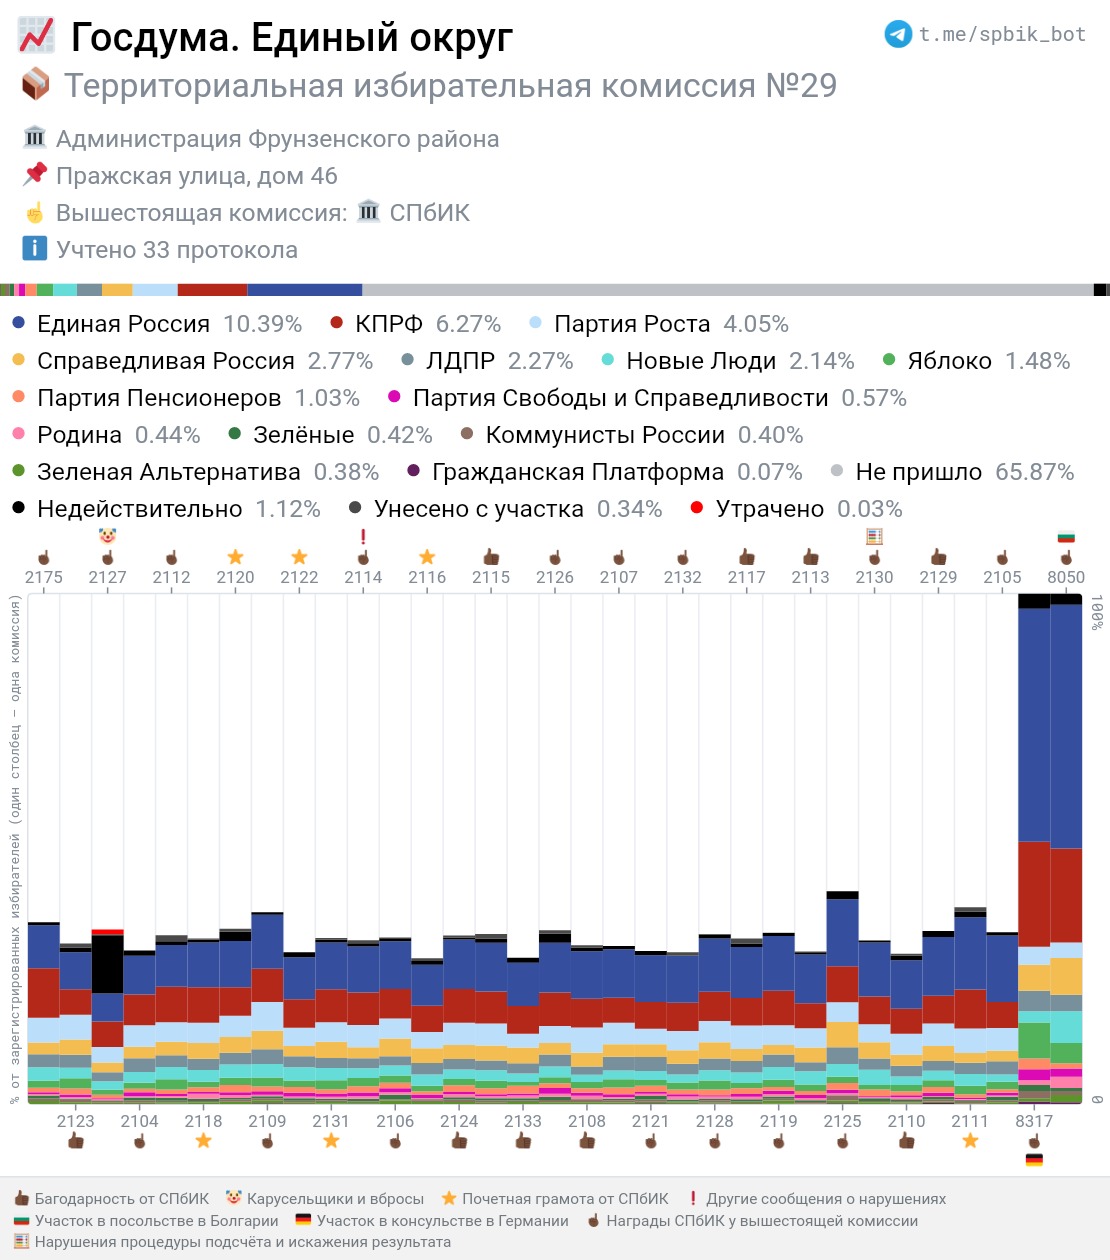 Госдума. Единый округ
t.me/spbik_bot
Территориальная избирательная комиссия №29
Администрация Фрунзенского района
Пражская улица, дом 46
Вышестоящая комиссия: СПбИК
Учтено 33 протокола
Единая Россия 10.39% КПРФ 6.27% Партия Роста 4.05%
Справедливая Россия 2.77% ЛДПР 2.27% Новые Люди 2.14% Яблоко 1.48%
Партия Пенсионеров 1.03% Партия Свободы и Справедливости 0.57%
Родина 0.44% Зелёные 0.42% Коммунисты России 0.40%
Зеленая Альтернатива 0.38% Гражданская Платформа 0.07% Не пришло 65.87%
Недействительно 1.12% Унесено с участка 0.34% Утрачено 0.03%
2175 2127 2112 2120 2122 2114 2116 2115 2126 2107 2132 2117 2113 2130 2129 2105 8050
% от зарегистрированных избирателей (один столбец – одна комиссия)
100%
0
2123 2104 2118 2109 2131 2106 2124 2133 2108 2121 2128 2119 2125 2110 2111 8317
Багодарность от СПбИК Карусельщики и вбросы Почетная грамота от СПбИК Другие сообщения о нарушениях
Участок в посольстве в Болгарии Участок в консульстве в Германии Награды СПбИК у вышестоящей комиссии
Нарушения процедуры подсчёта и искажения результата